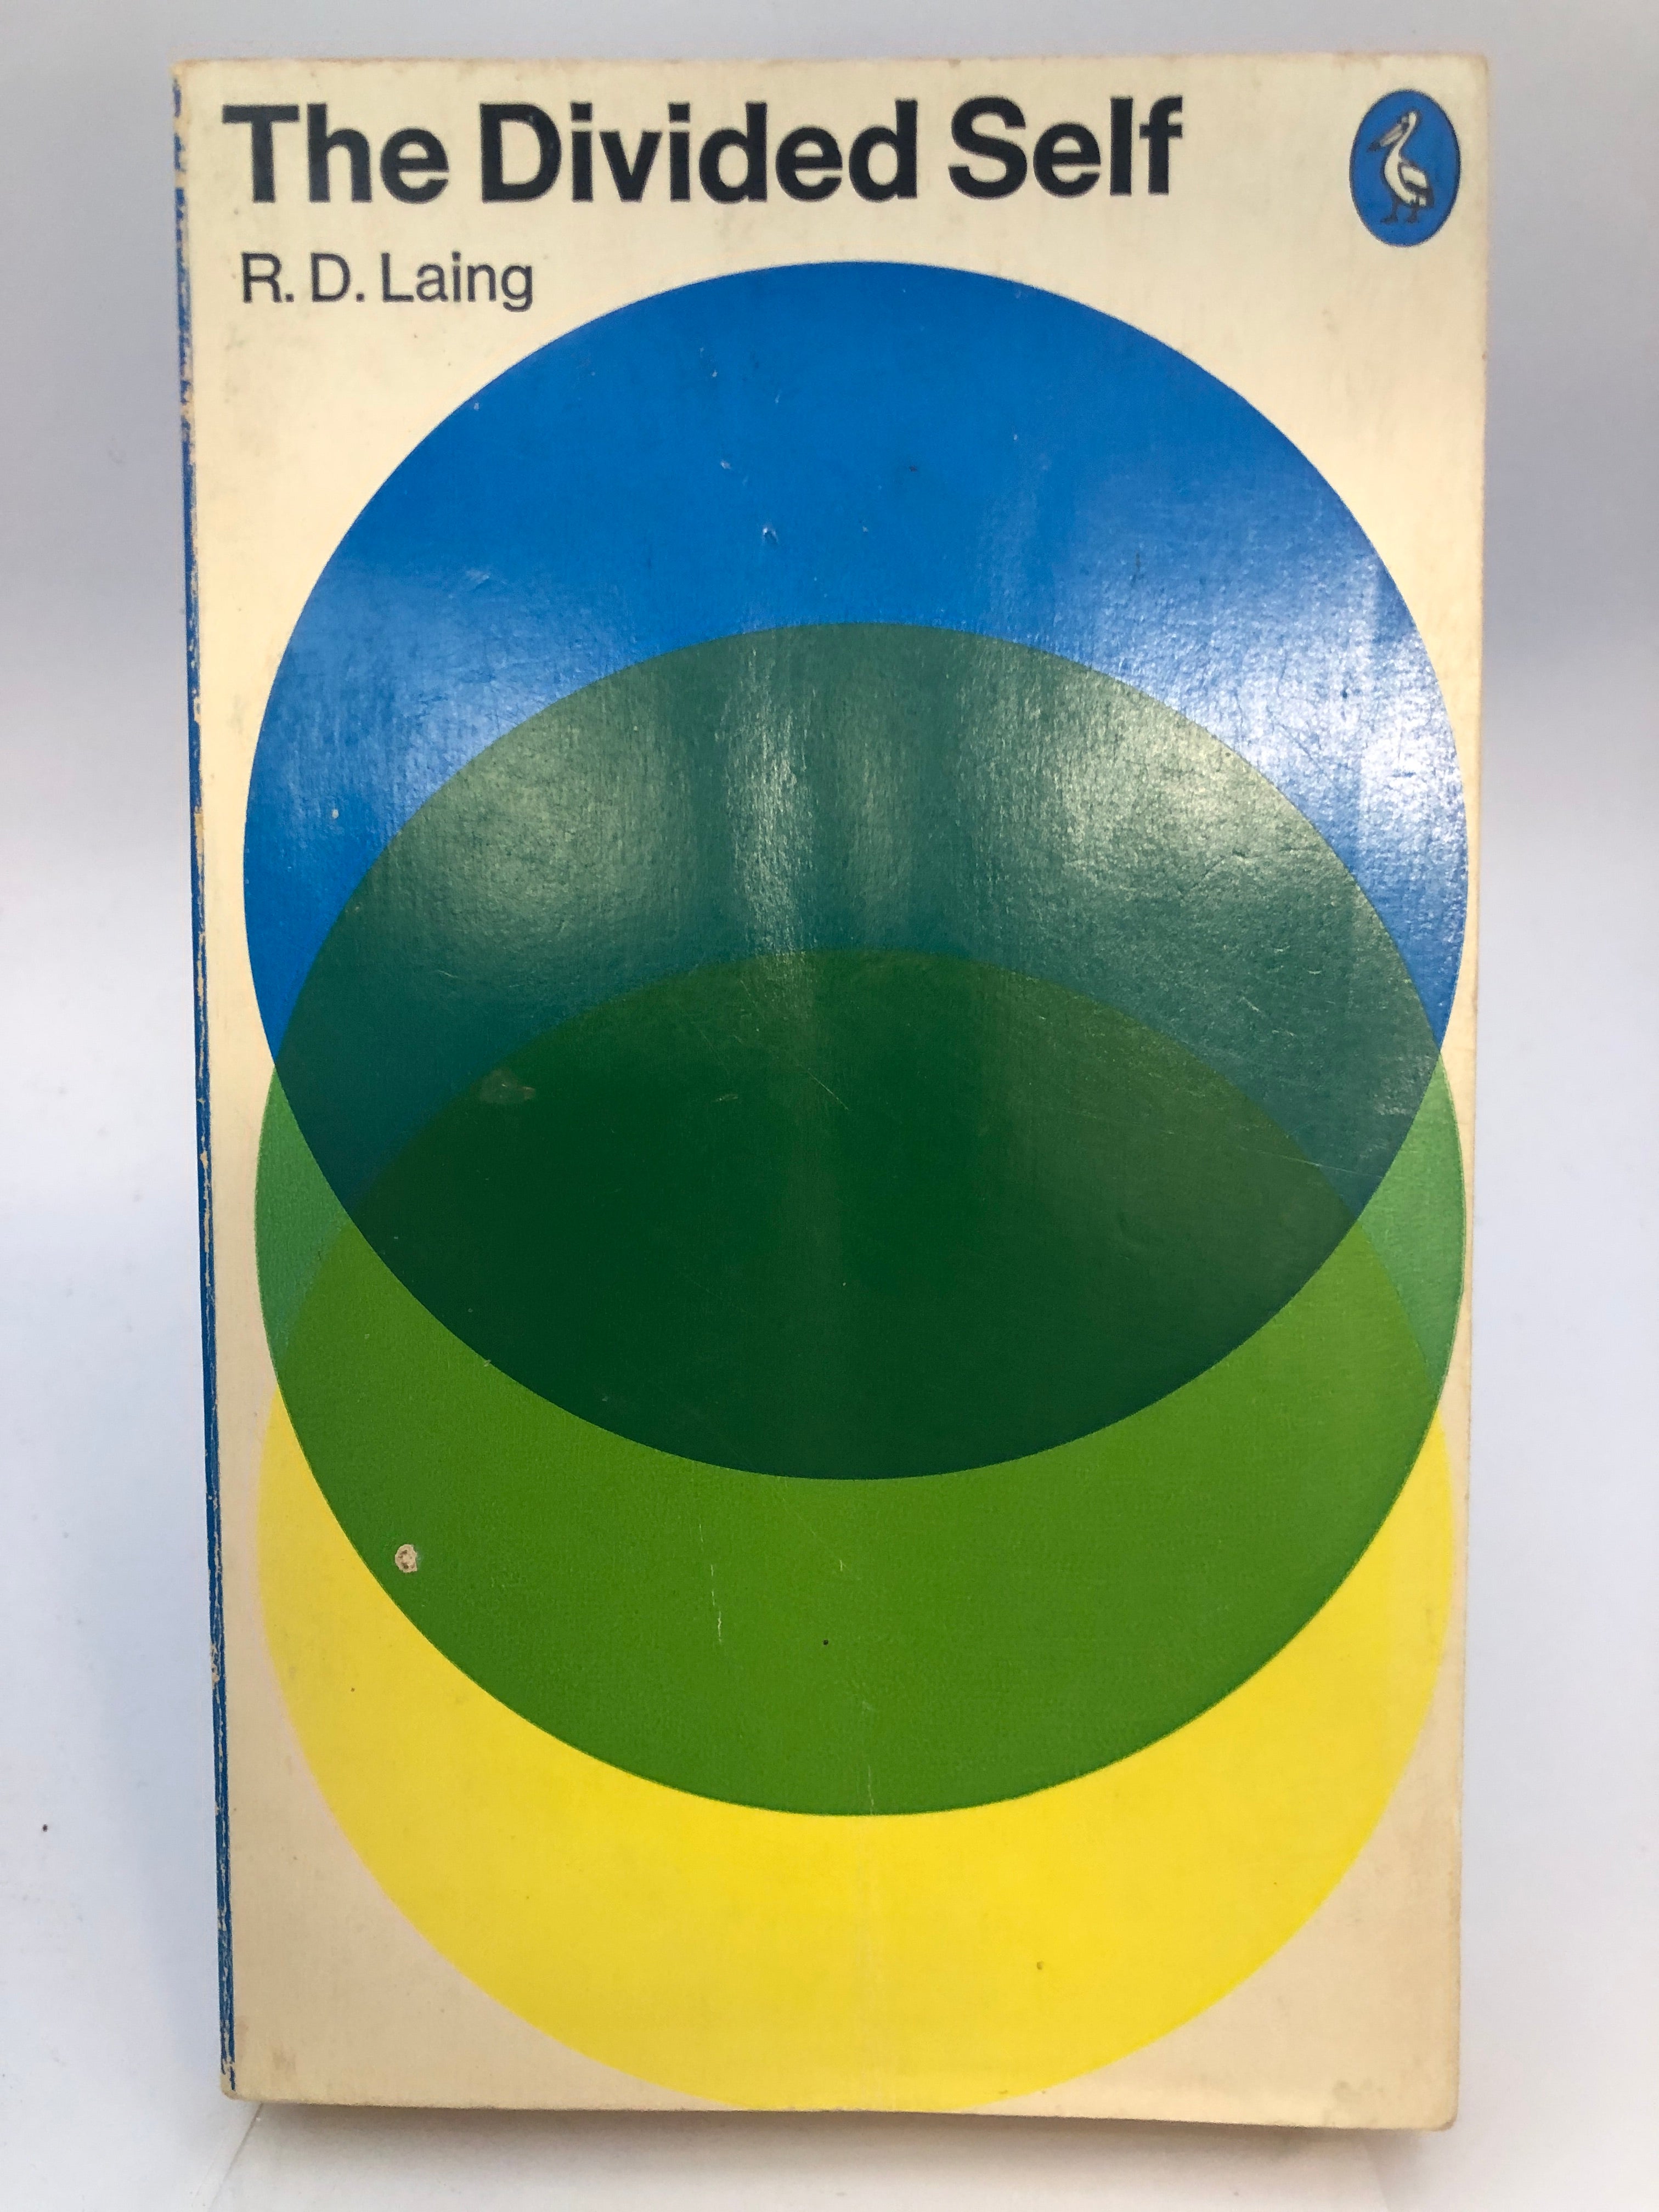 The Divided Self
R. D. Laing